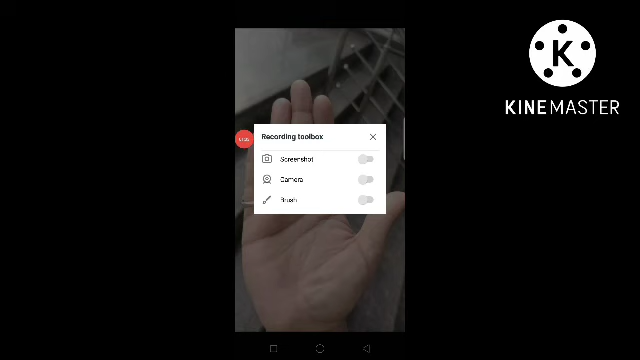 Recording toolbox
Screenshot
Camera
Brush
K
KINEMASTER